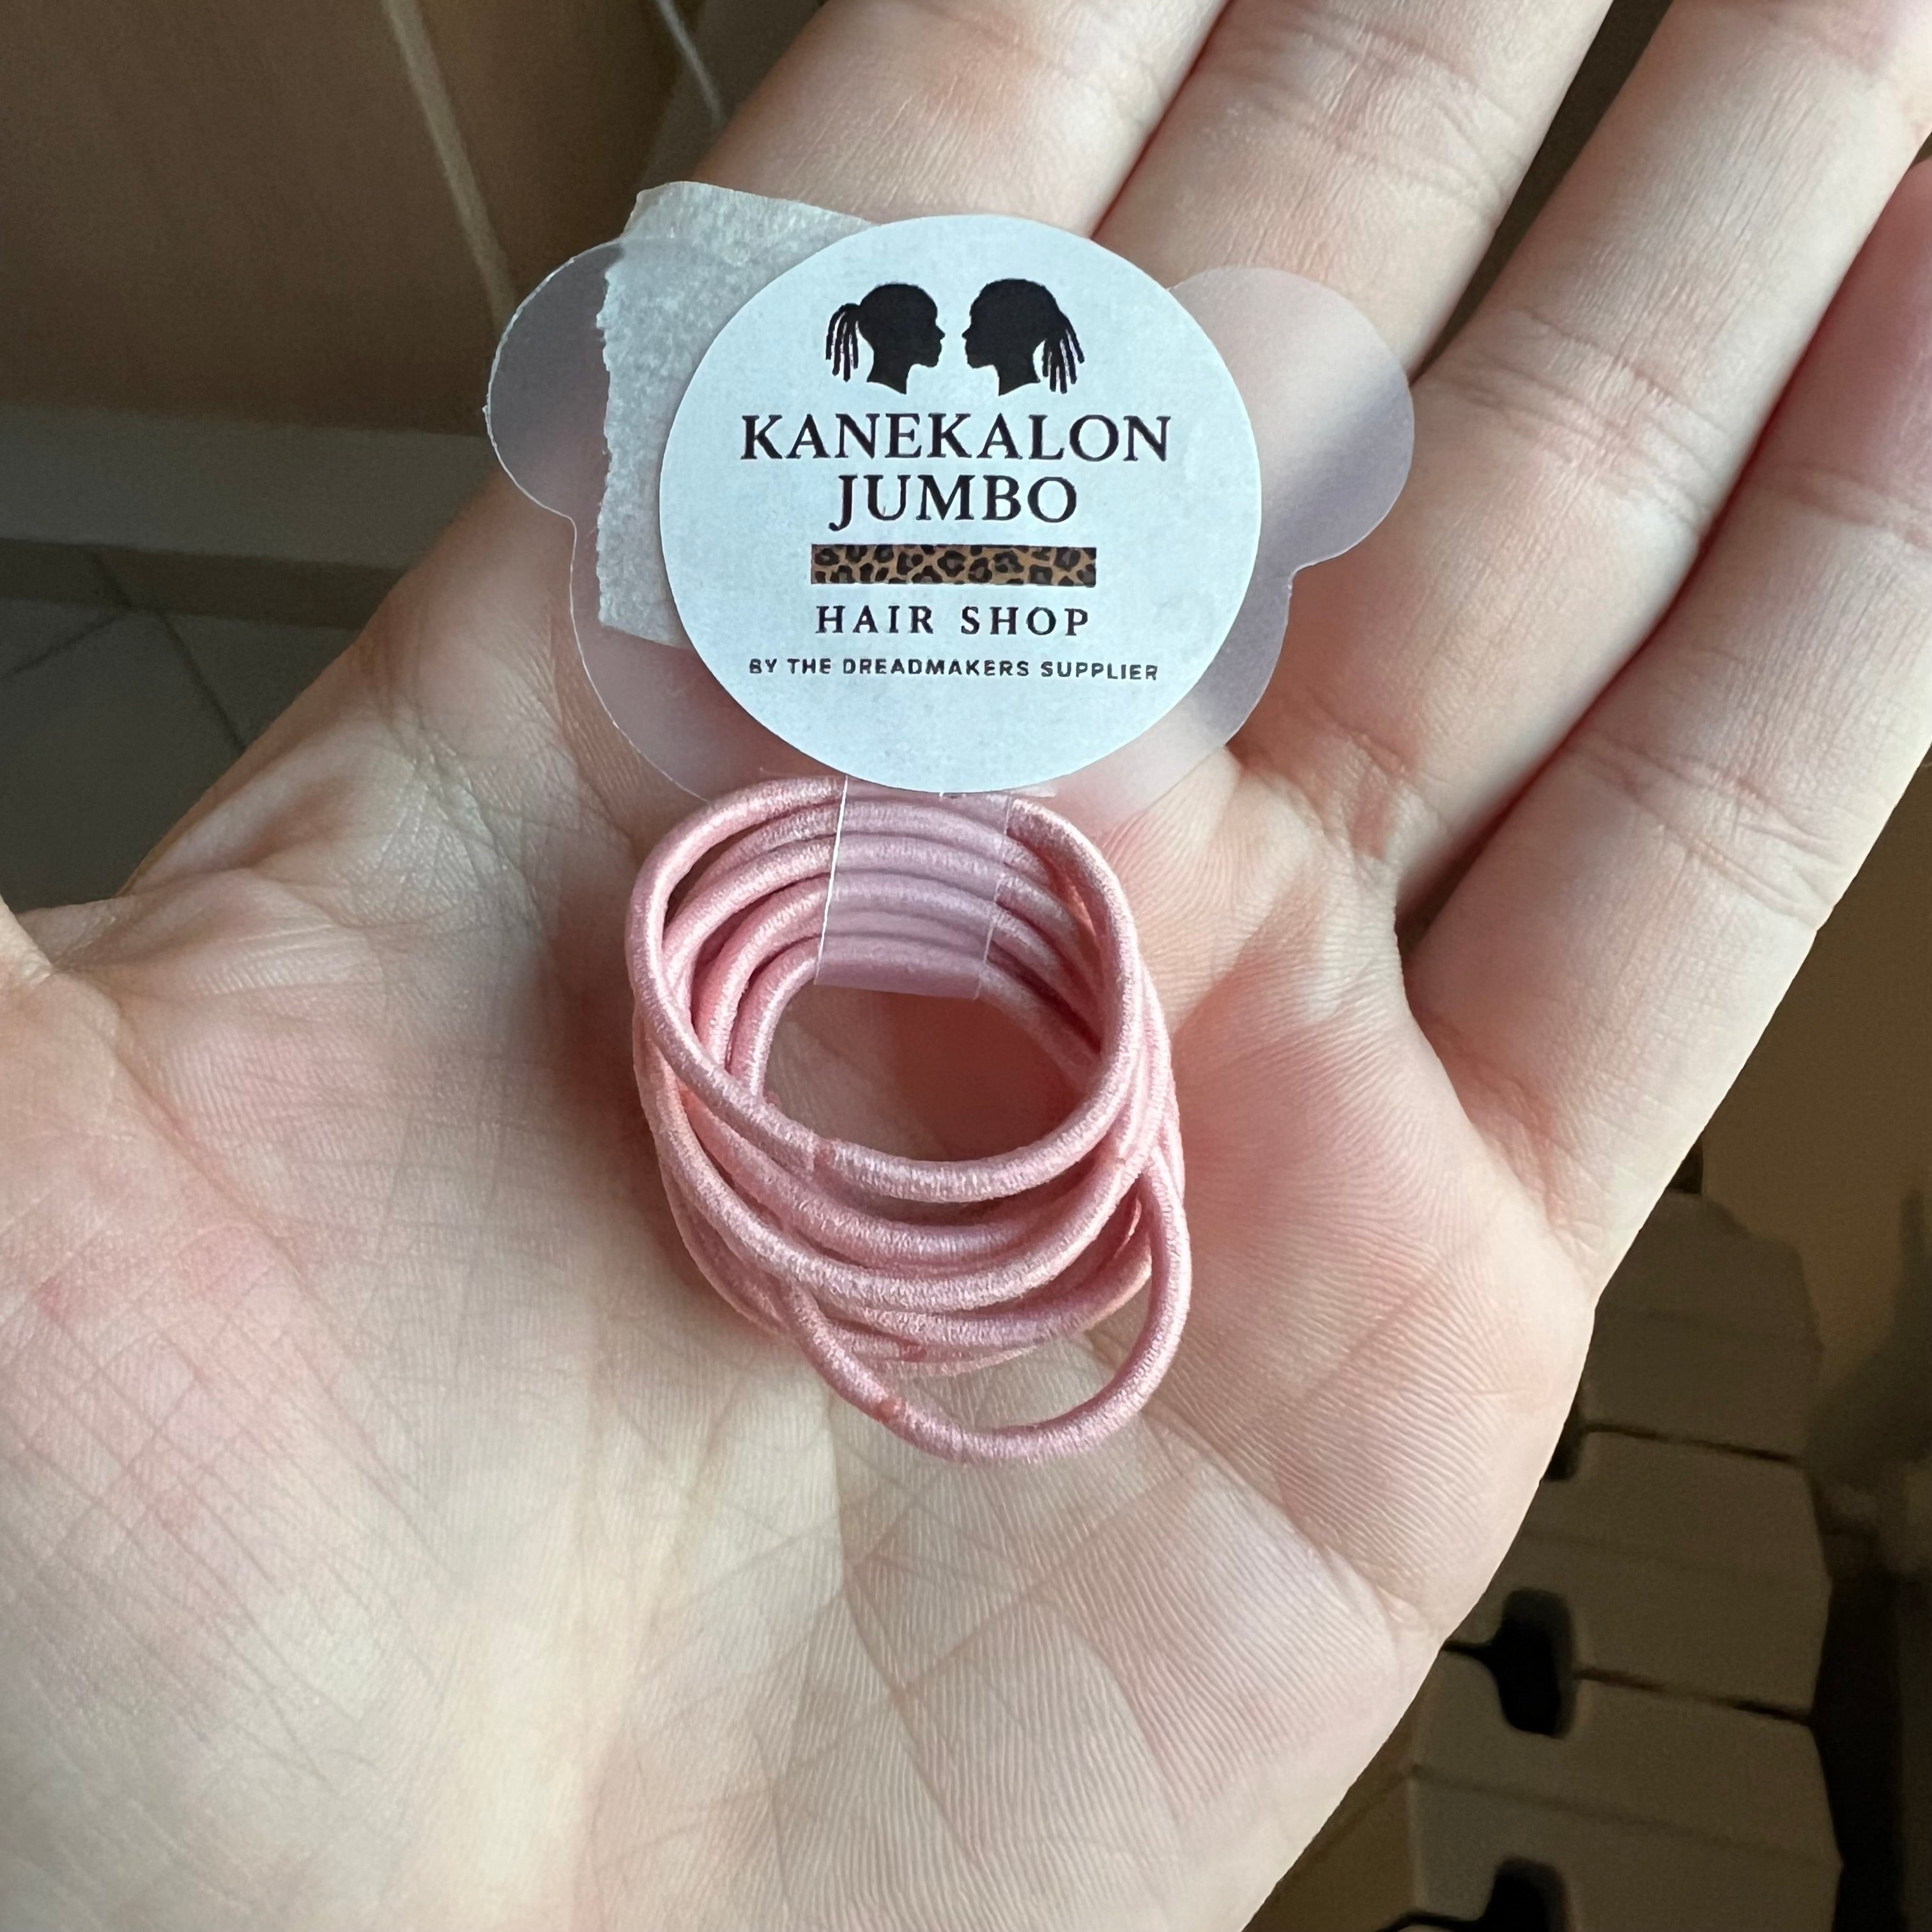 KANEKALON
JUMBO
HAIR SHOP
BY THE DREADMAKERS SUPPLIER